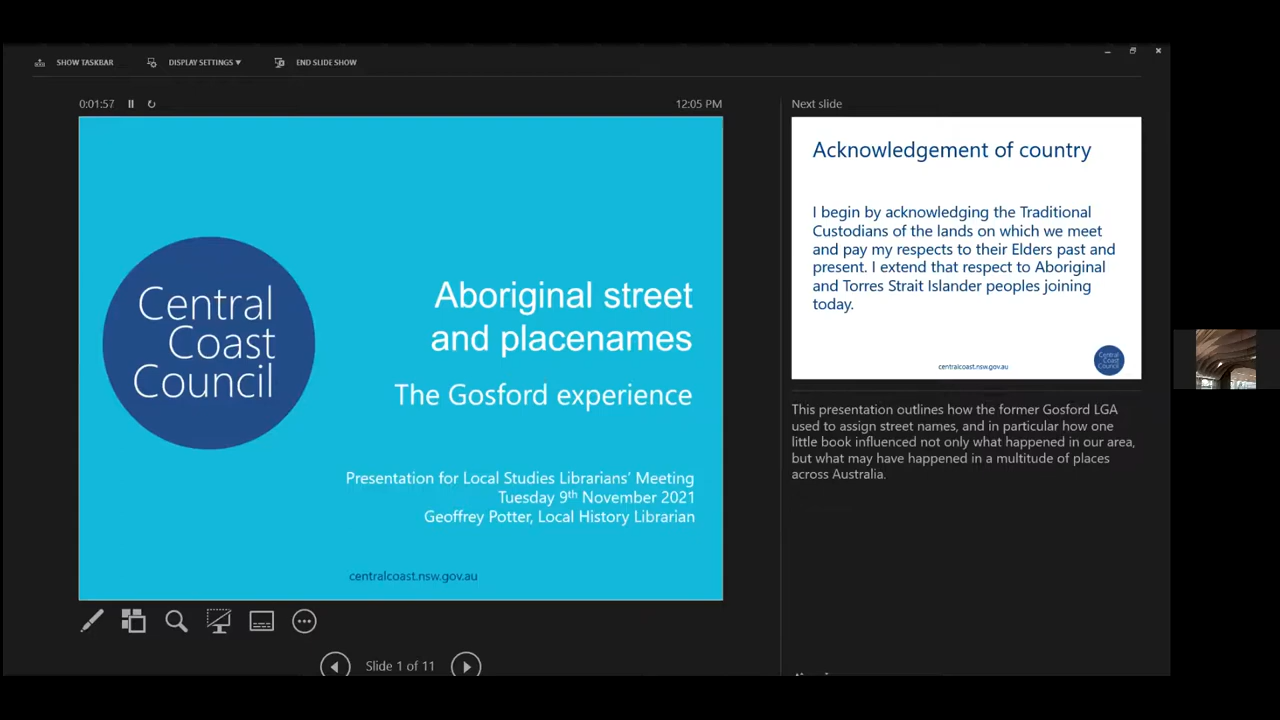 SHOW TASKBAR
DISPLAY SETTINGS
END SLIDE SHOW
0:01:57
12:05 PM
Central
Coast
Council
Aboriginal street
and placenames
The Gosford experience
Presentation for Local Studies Librarians' Meeting
Tuesday 9th November 2021
Geoffrey Potter, Local History Librarian
centralcoast.nsw.gov.au
Slide 1 of 11
Next slide
Acknowledgement of country
I begin by acknowledging the Traditional
Custodians of the lands on which we meet
and pay my respects to their Elders past and
present. I extend that respect to Aboriginal
and Torres Strait Islander peoples joining
today.
centralcoast.nsw.gov.au
Central
Coast
Council
This presentation outlines how the former Gosford LGA
used to assign street names, and in particular how one
little book influenced not only what happened in our area,
but what may have happened in a multitude of places
across Australia.